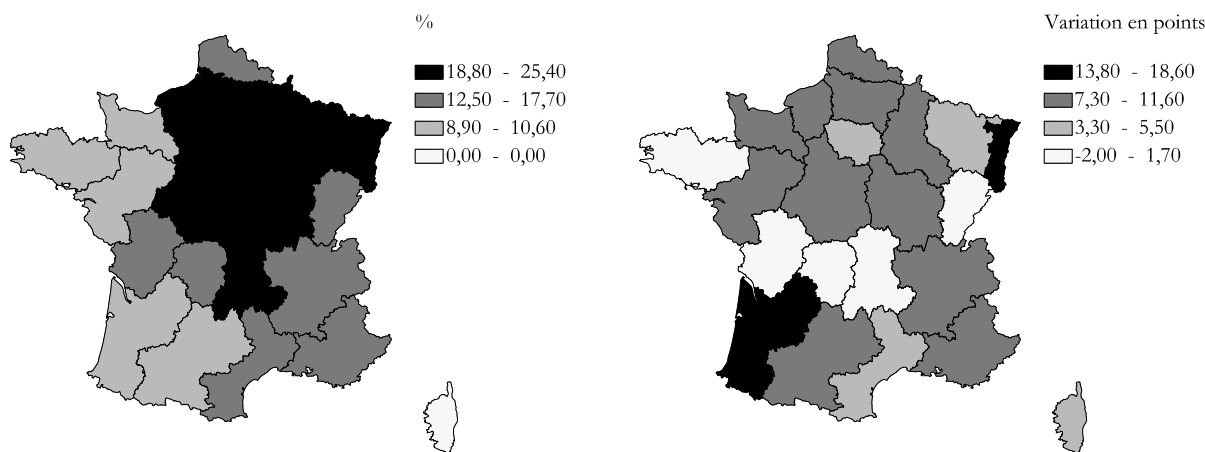 %
18,80 - 25,40
12,50 - 17,70
8,90 - 10,60
0,00 - 0,00
Variation en points
13,80 - 18,60
7,30 - 11,60
3,30 - 5,50
-2,00 - 1,70